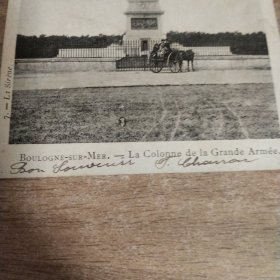 7. — La Sirène.
BOULOGNE-SUR-MER. — La Colonne de la Grande Armée.
Bon Souvenir